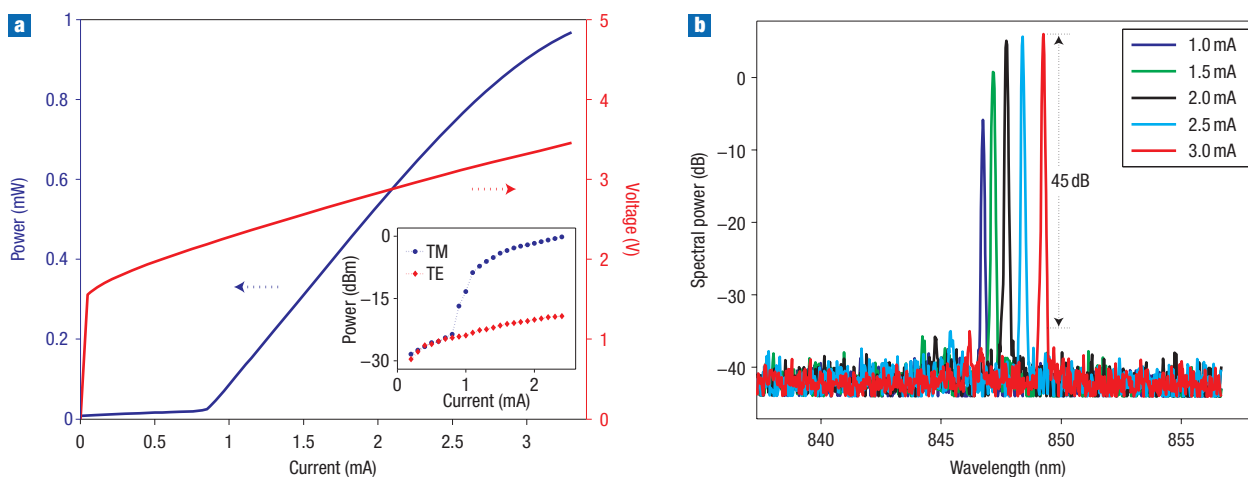 a
1
0.8
0.6
0.4
0.2
0
Power (mW)
5
4
3
2
1
0
Voltage (V)
0
0.5
1
1.5
2
2.5
3
Current (mA)
TM
TE
0
−15
−30
Power (dBm)
0
1
2
Current (mA)
b
0
−10
−20
−30
−40
Spectral power (dB)
840
845
850
855
Wavelength (nm)
45 dB
1.0 mA
1.5 mA
2.0 mA
2.5 mA
3.0 mA